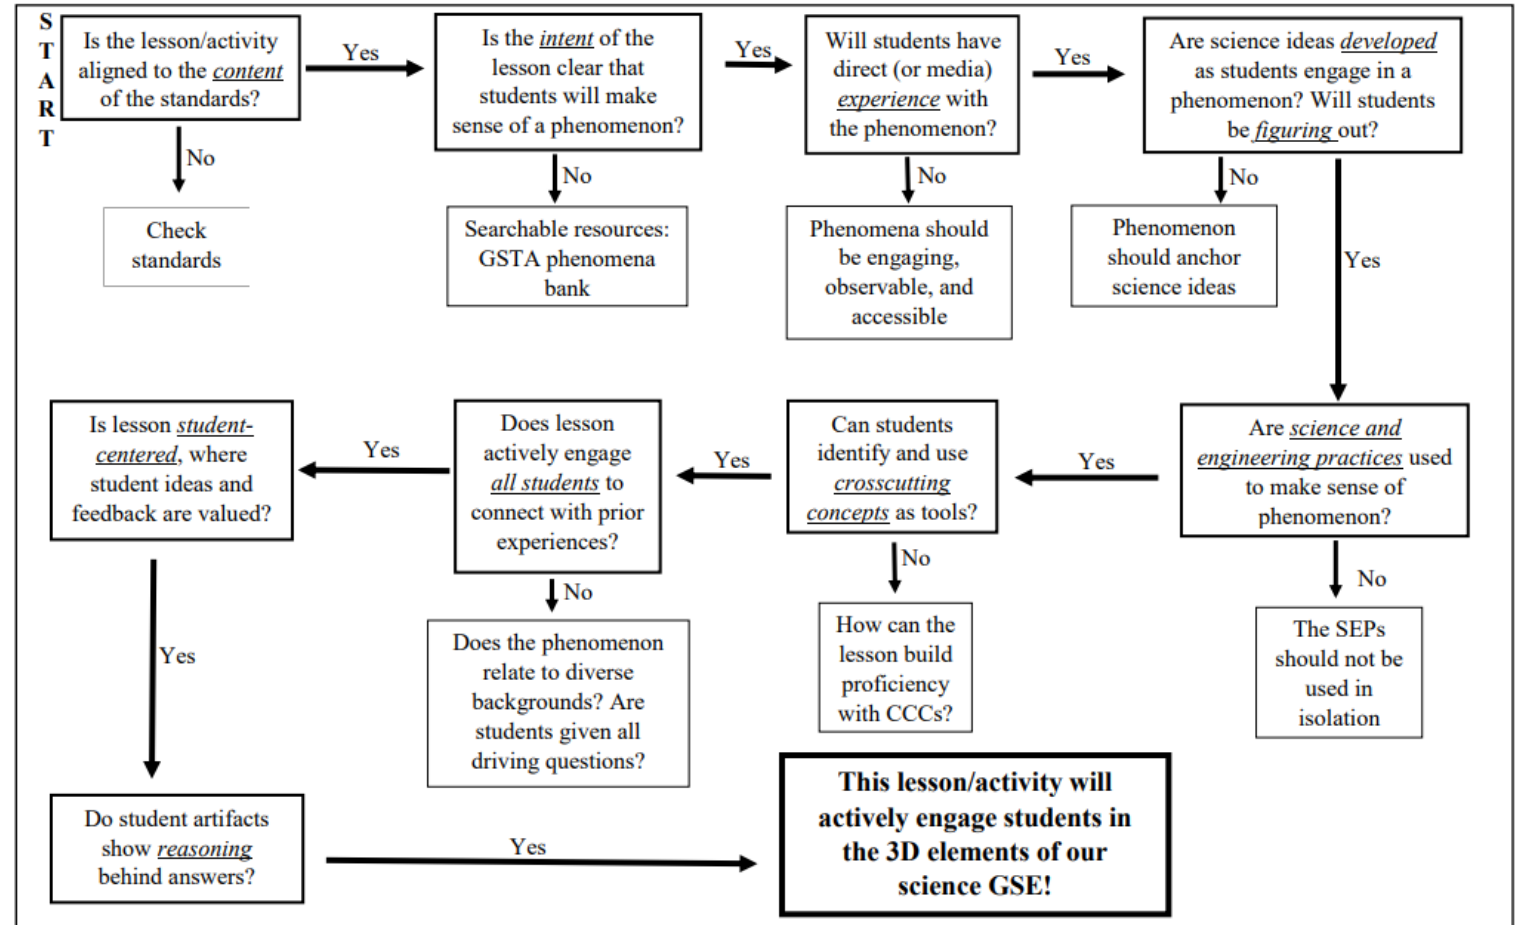 START
Is the lesson/activity
aligned to the content
of the standards?
Yes
Is the intent of the
lesson clear that
students will make
sense of a phenomenon?
Yes
Will students have
direct (or media)
experience with
the phenomenon?
Yes
Are science ideas developed
as students engage in a
phenomenon? Will students
be figuring out?
No
Check
standards
No
Searchable resources:
GSTA phenomena
bank
No
Phenomena should
be engaging,
observable, and
accessible
No
Phenomenon
should anchor
science ideas
Yes
Are science and
engineering practices used
to make sense of
phenomenon?
Yes
Can students
identify and use
crosscutting
concepts as tools?
Yes
Does lesson
actively engage
all students to
connect with prior
experiences?
Yes
Is lesson student-
centered, where
student ideas and
feedback are valued?
No
The SEPs
should not be
used in
isolation
No
How can the
lesson build
proficiency
with CCCs?
No
Does the phenomenon
relate to diverse
backgrounds? Are
students given all
driving questions?
Yes
Do student artifacts
show reasoning
behind answers?
Yes
This lesson/activity will
actively engage students in
the 3D elements of our
science GSE!